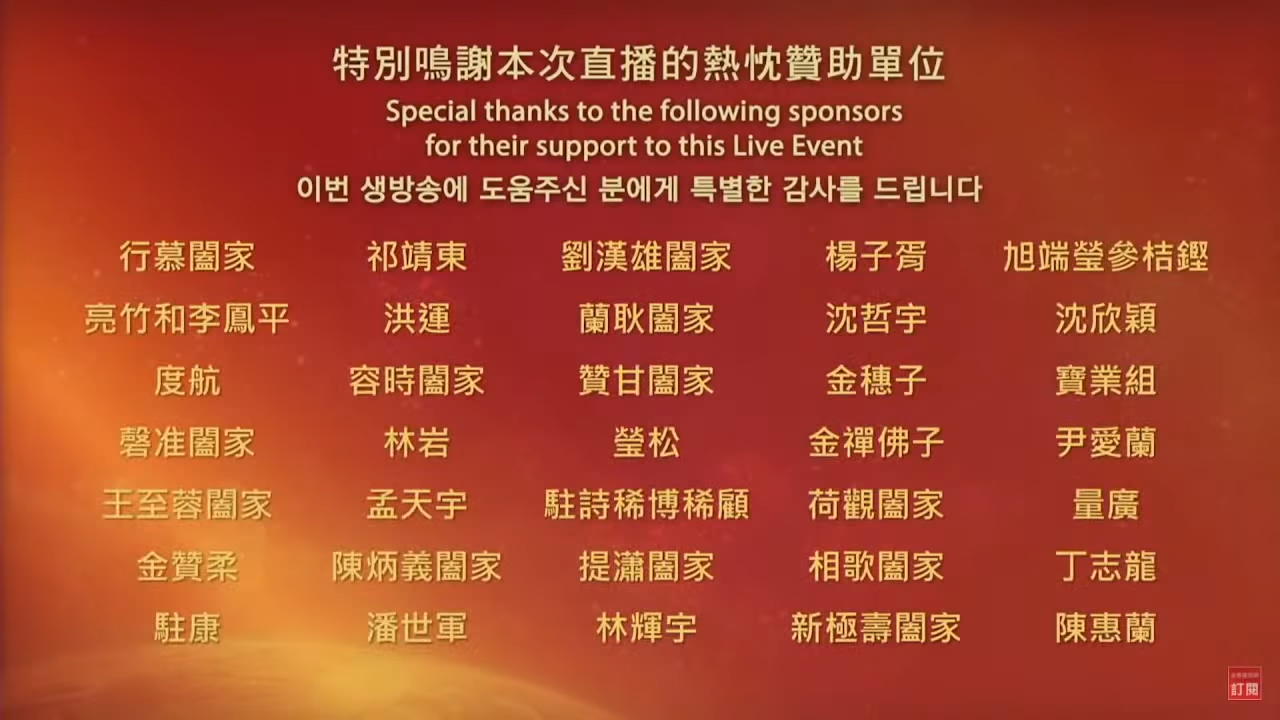 特別鳴謝本次直播的熱忱贊助單位
Special thanks to the following sponsors
for their support to this Live Event
이번 생방송에 도움주신 분에게 특별한 감사를 드립니다
行慕闔家 祁靖東 劉漢雄闔家 楊子胥 旭端瑩參桔鏗
亮竹和李鳳平 洪運 蘭耿闔家 沈哲宇 沈欣穎
度航 容時闔家 贊甘闔家 金穗子 寶業組
磬准闔家 林岩 瑩松 金禪佛子 尹愛蘭
王至蓉闔家 孟天宇 駐詩稀博稀顧 荷觀闔家 量廣
金贊柔 陳炳義闔家 提瀟闔家 相歌闔家 丁志龍
駐康 潘世軍 林輝宇 新極壽闔家 陳惠蘭
訂閱